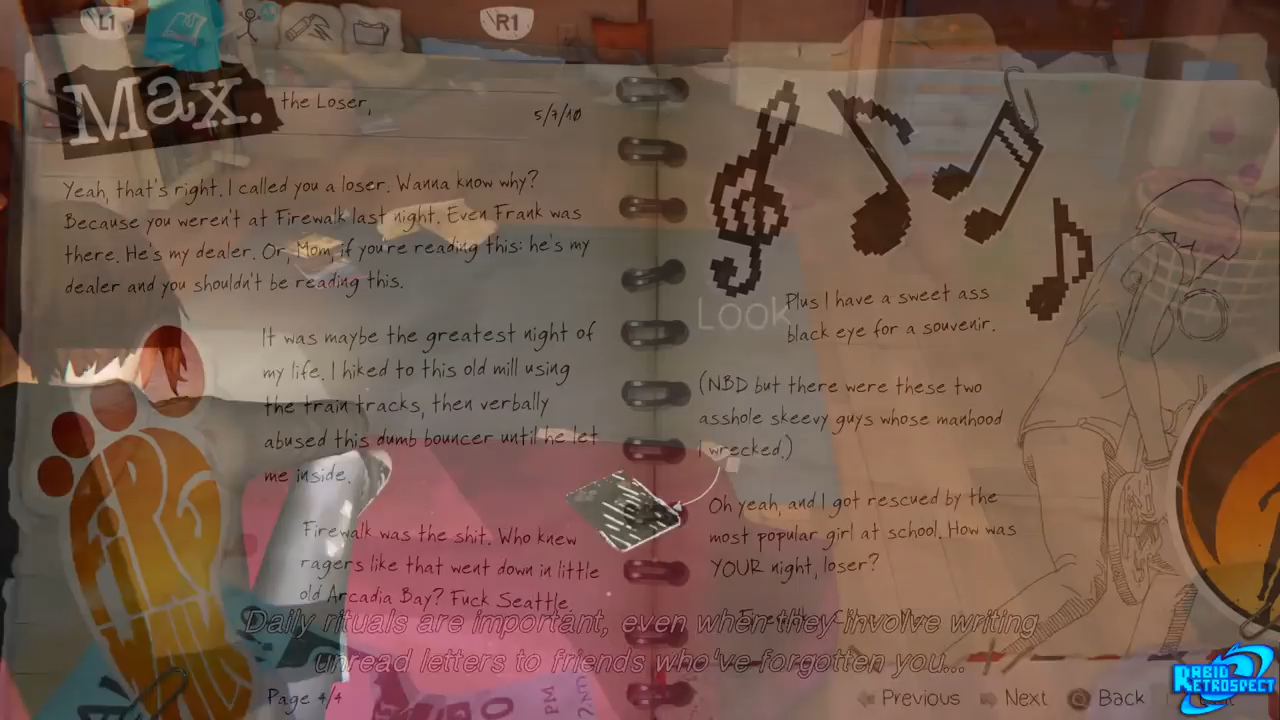 L1
R1
Max.
the Loser,
5/7/10
Yeah, that's right. I called you a loser. Wanna know why?
Because you weren't at Firewalk last night. Even Frank was
there. He's my dealer. Or, Mom, if you're reading this: he's my
dealer and you shouldn't be reading this.
It was maybe the greatest night of
my life. I hiked to this old mill using
the train tracks, then verbally
abused this dumb bouncer until he let
me inside.
Firewalk was the shit. Who knew
ragers like that went down in little
old Arcadia Bay? Fuck Seattle.
Page 4/4
FIRE
Look
Plus I have a sweet ass
black eye for a souvenir.
(NBD but there were these two
asshole skeevy guys whose manhood
I wrecked.)
Oh yeah, and I got rescued by the
most popular girl at school. How was
YOUR night, loser?
Daily rituals are important, even when they involve writing
unread letters to friends who've forgotten you...
PM
Previous
Next
Back
RABID
RETROSPECT